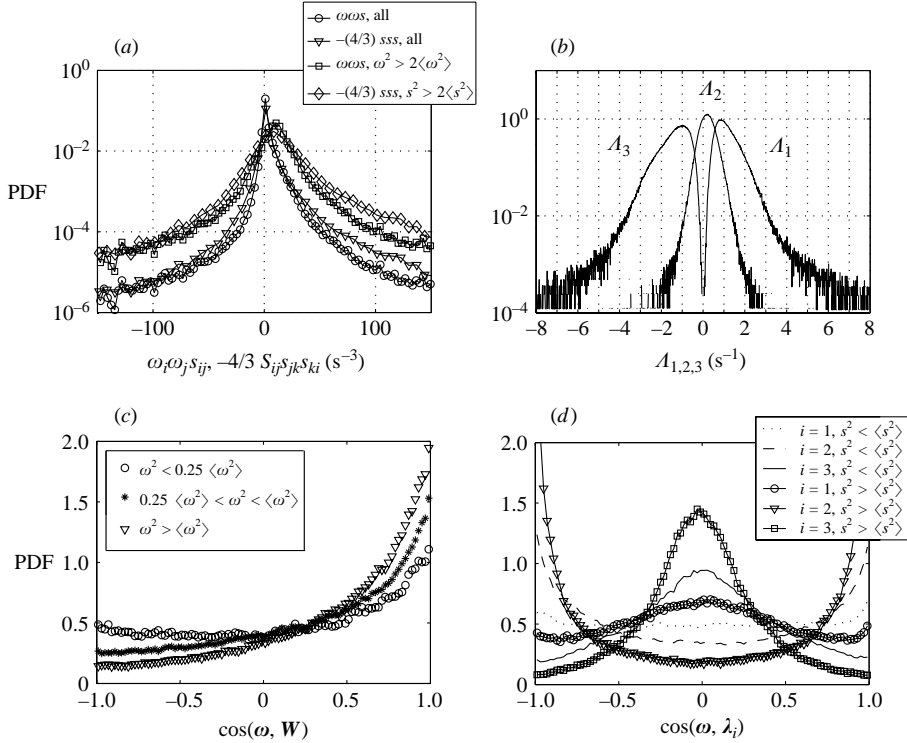 (a)
ωωs, all
–(4/3) sss, all
ωωs, ω² > 2⟨ω²⟩
–(4/3) sss, s² > 2⟨s²⟩
10⁰
10⁻²
10⁻⁴
10⁻⁶
PDF
–100
0
100
ωᵢωⱼsᵢⱼ, –4/3 Sᵢⱼsⱼₖsₖᵢ (s⁻³)
(b)
Λ₂
Λ₃
Λ₁
10⁰
10⁻²
10⁻⁴
–8 –6 –4 –2 0 2 4 6 8
Λ₁,₂,₃ (s⁻¹)
(c)
2.0
1.5
1.0
0.5
0
PDF
ω² < 0.25 ⟨ω²⟩
0.25 ⟨ω²⟩ < ω² < ⟨ω²⟩
ω² > ⟨ω²⟩
–1.0 –0.5 0 0.5 1.0
cos(ω, W)
(d)
i = 1, s² < ⟨s²⟩
i = 2, s² < ⟨s²⟩
i = 3, s² < ⟨s²⟩
i = 1, s² > ⟨s²⟩
i = 2, s² > ⟨s²⟩
i = 3, s² > ⟨s²⟩
2.0
1.5
1.0
0.5
0
–1.0 –0.5 0 0.5 1.0
cos(ω, λᵢ)